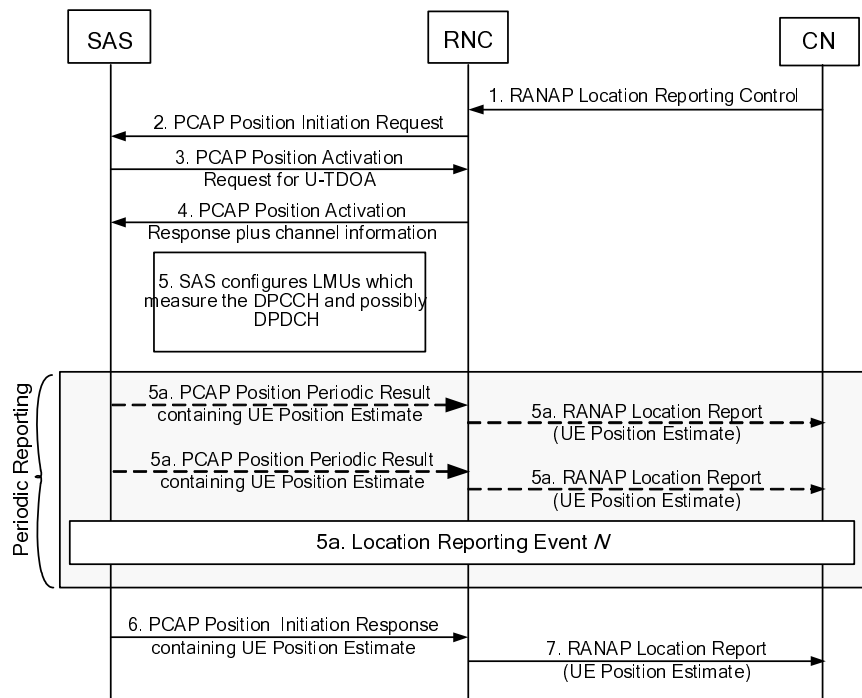 SAS
RNC
CN
1. RANAP Location Reporting Control
2. PCAP Position Initiation Request
3. PCAP Position Activation
Request for U-TDOA
4. PCAP Position Activation
Response plus channel information
5. SAS configures LMUs which
measure the DPCCH and possibly
DPDCH
Periodic Reporting
5a. PCAP Position Periodic Result
containing UE Position Estimate
5a. RANAP Location Report
(UE Position Estimate)
5a. PCAP Position Periodic Result
containing UE Position Estimate
5a. RANAP Location Report
(UE Position Estimate)
5a. Location Reporting Event N
6. PCAP Position Initiation Response
containing UE Position Estimate
7. RANAP Location Report
(UE Position Estimate)